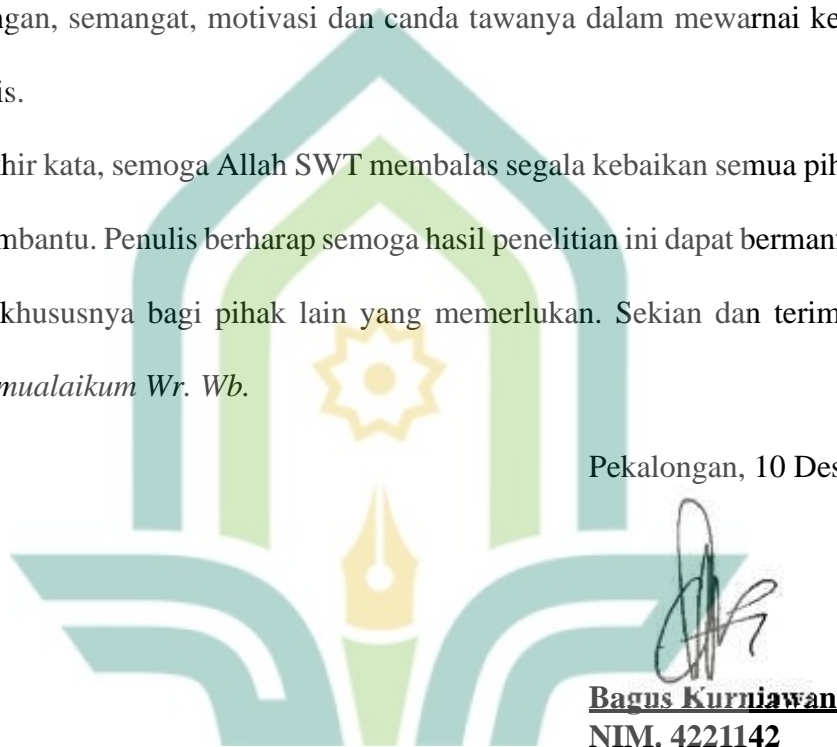 ngan, semangat, motivasi dan canda tawanya dalam mewarnai ke
is.
hir kata, semoga Allah SWT membalas segala kebaikan semua pih
mbantu. Penulis berharap semoga hasil penelitian ini dapat berman
khususnya bagi pihak lain yang memerlukan. Sekian dan terim
mualaikum Wr. Wb.
Pekalongan, 10 Des
Bagus Kurniawan
NIM. 4221142